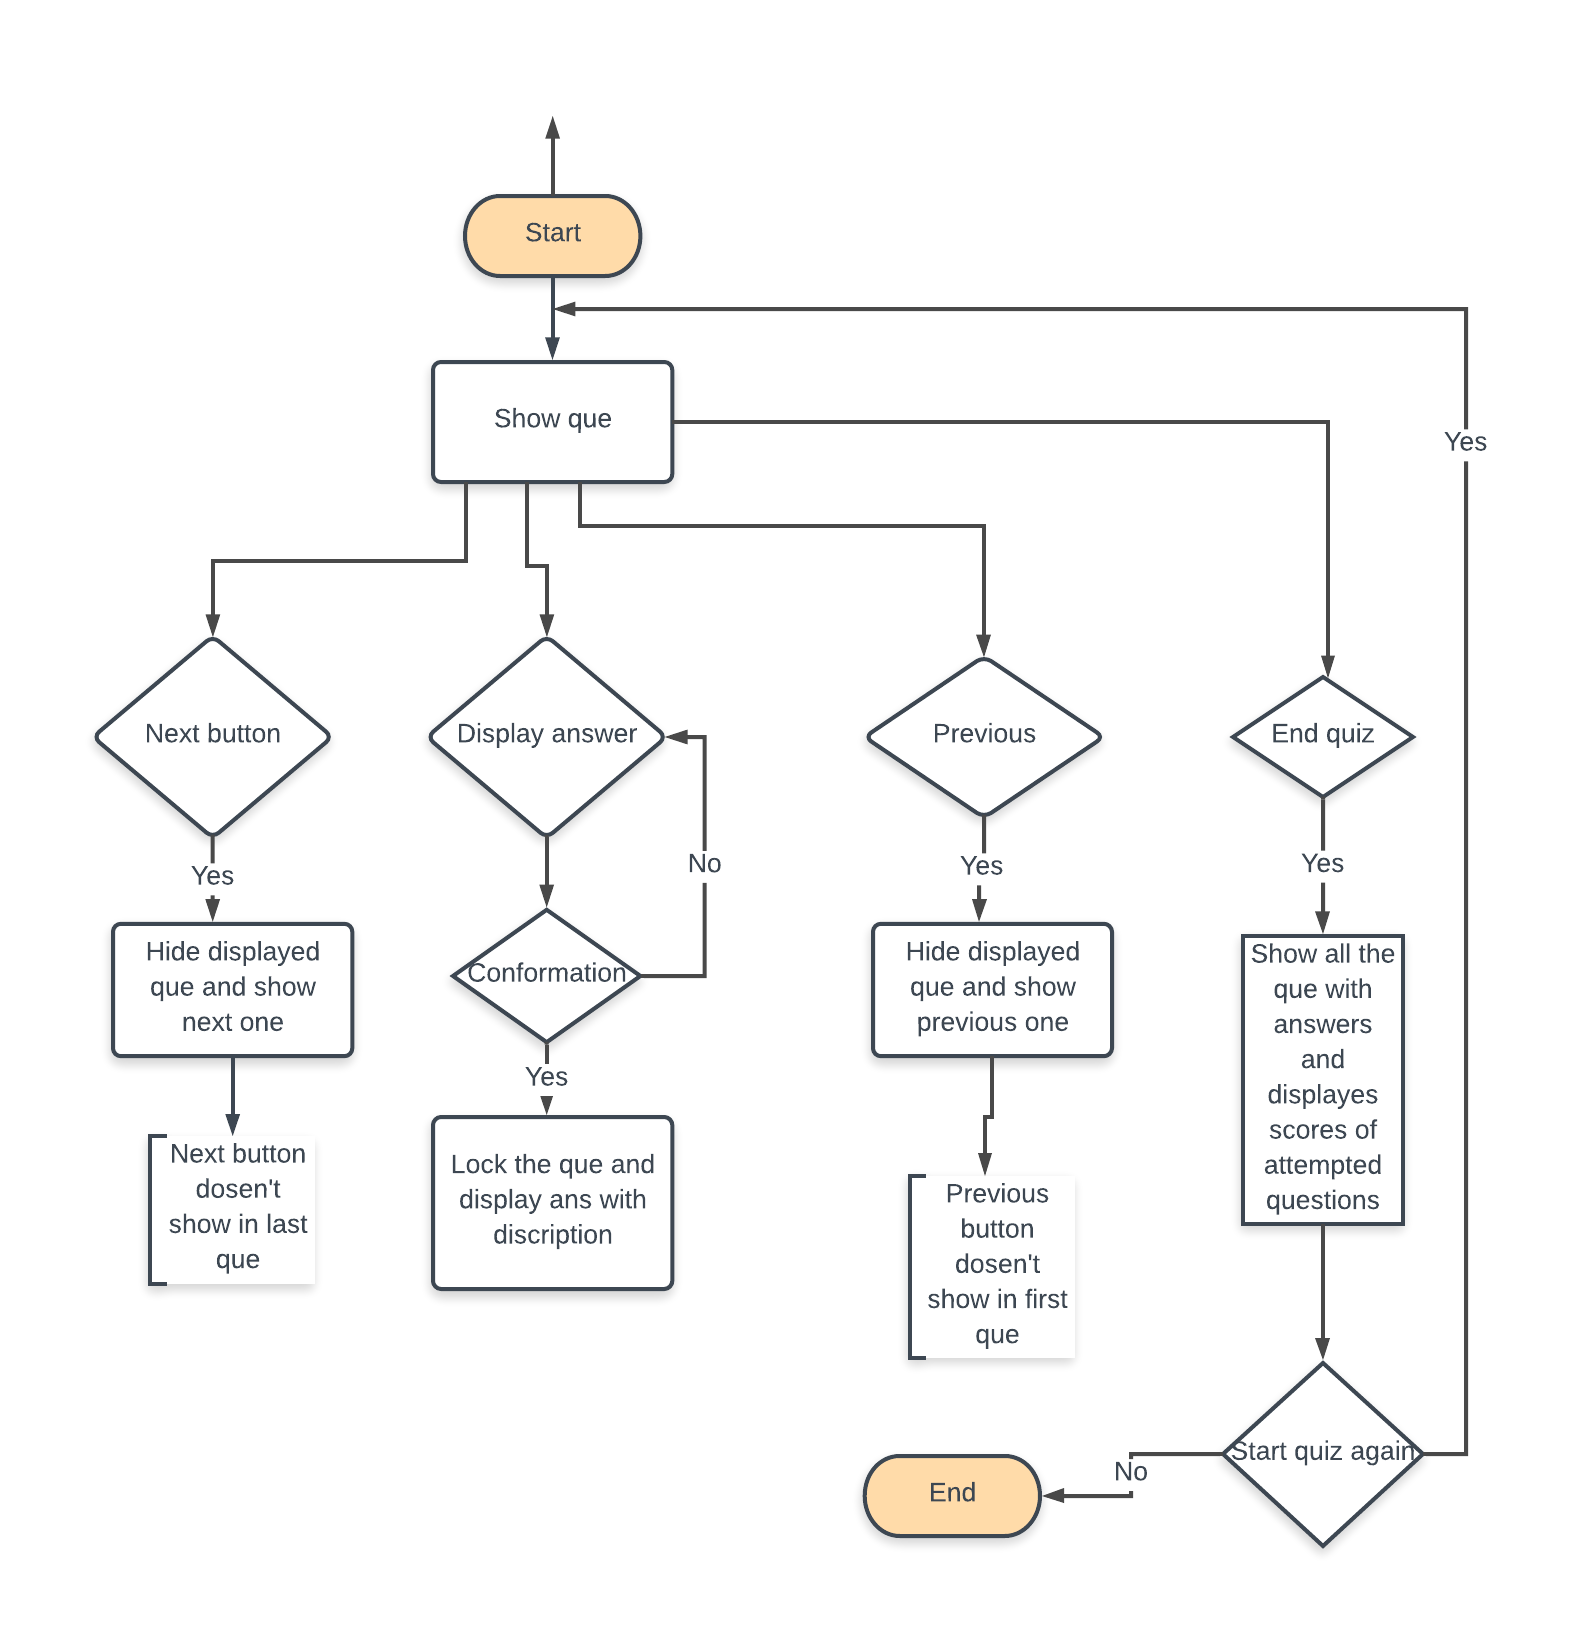 Start
Show que
Yes
Next button
Display answer
Previous
End quiz
Yes
No
Yes
Yes
Hide displayed
que and show
next one
Conformation
Hide displayed
que and show
previous one
Show all the
que with
answers
and
displayes
scores of
attempted
questions
Yes
Next button
dosen't
show in last
que
Lock the que and
display ans with
discription
Previous
button
dosen't
show in first
que
Start quiz again
No
End